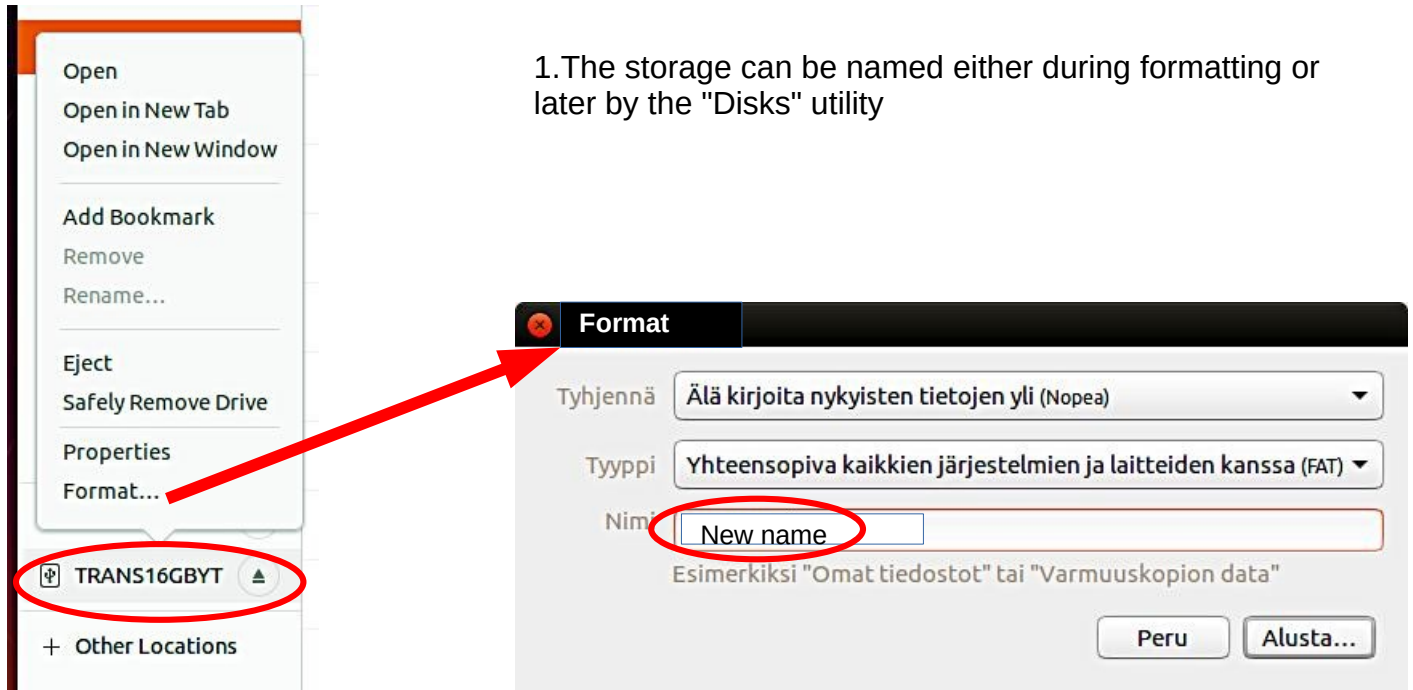 Open
Open in New Tab
Open in New Window
Add Bookmark
Remove
Rename…
Eject
Safely Remove Drive
Properties
Format…
TRANS16GBYT
+ Other Locations
1.The storage can be named either during formatting or
later by the "Disks" utility
Format
Tyhjennä Älä kirjoita nykyisten tietojen yli (Nopea)
Tyyppi Yhteensopiva kaikkien järjestelmien ja laitteiden kanssa (FAT)
Nimi New name
Esimerkiksi "Omat tiedostot" tai "Varmuuskopion data"
Peru Alusta…